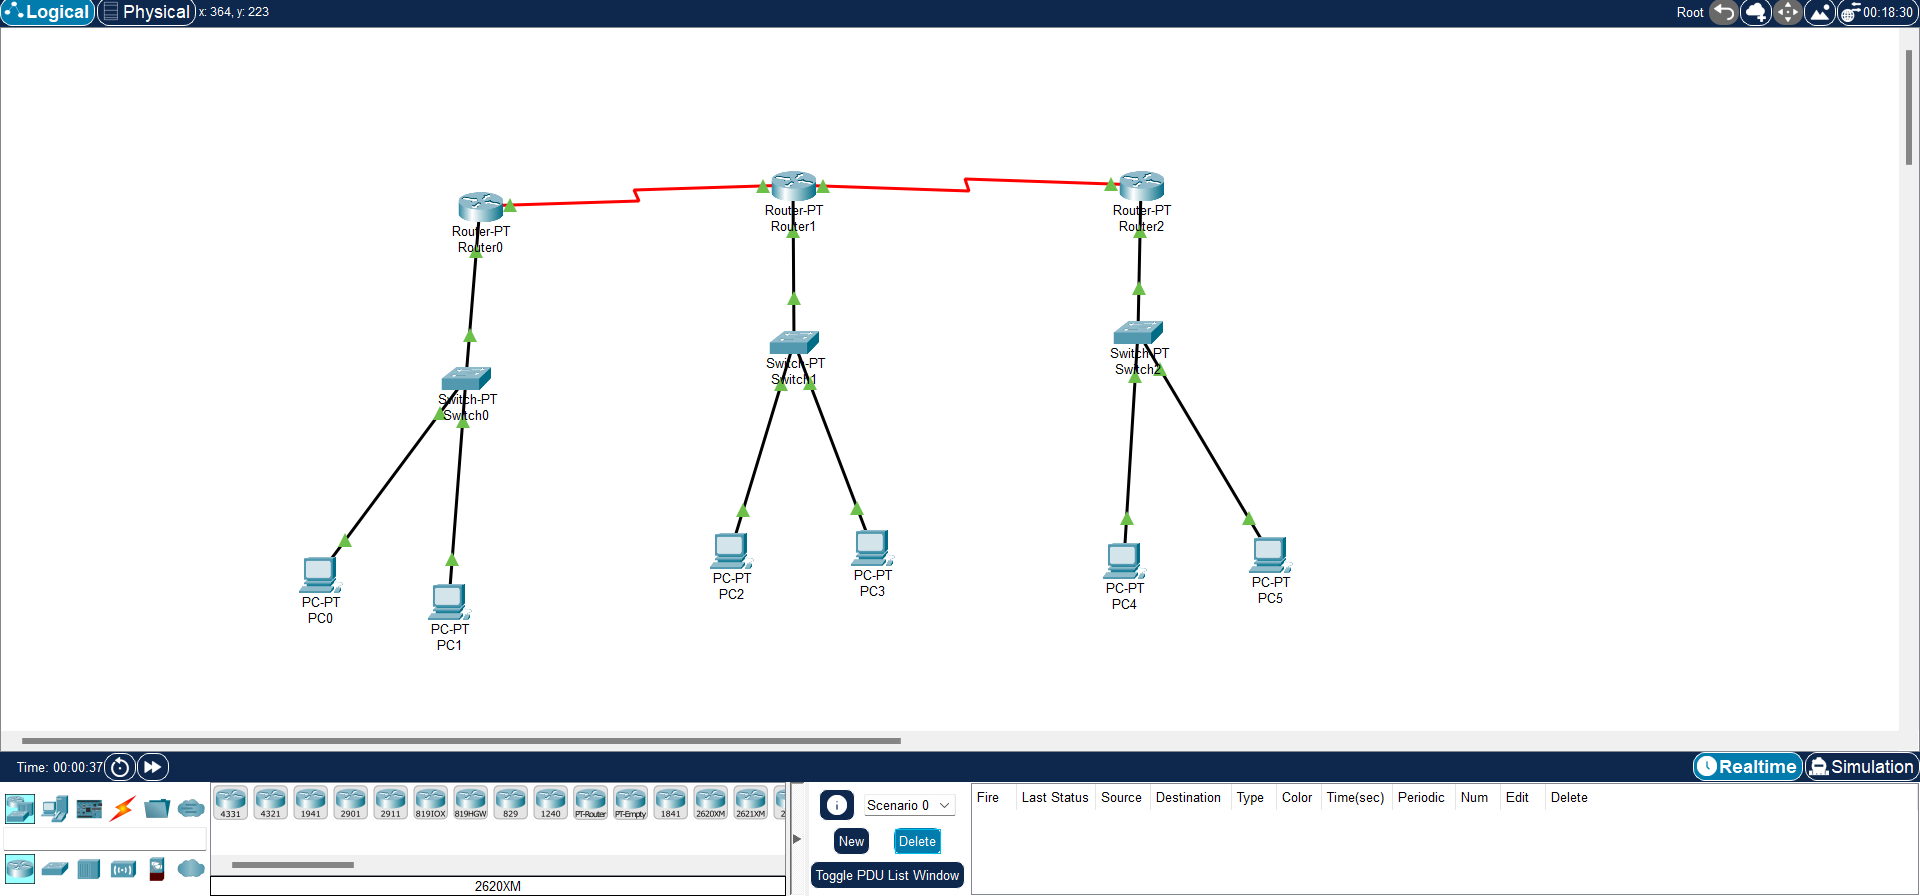 Logical Physical x: 364, y: 223 Root 00:18:30
Router-PT
Router0
Router-PT
Router1
Router-PT
Router2
Switch-PT
Switch0
Switch-PT
Switch1
Switch-PT
Switch2
PC-PT
PC0
PC-PT
PC1
PC-PT
PC2
PC-PT
PC3
PC-PT
PC4
PC-PT
PC5
Time: 00:00:37 Realtime Simulation
4331 4321 1941 2901 2911 819IOX 819HGW 829 1240 PT-Router PT-Empty 1841 2620XM 2621XM 2
2620XM
Scenario 0
New Delete
Toggle PDU List Window
Fire Last Status Source Destination Type Color Time(sec) Periodic Num Edit Delete